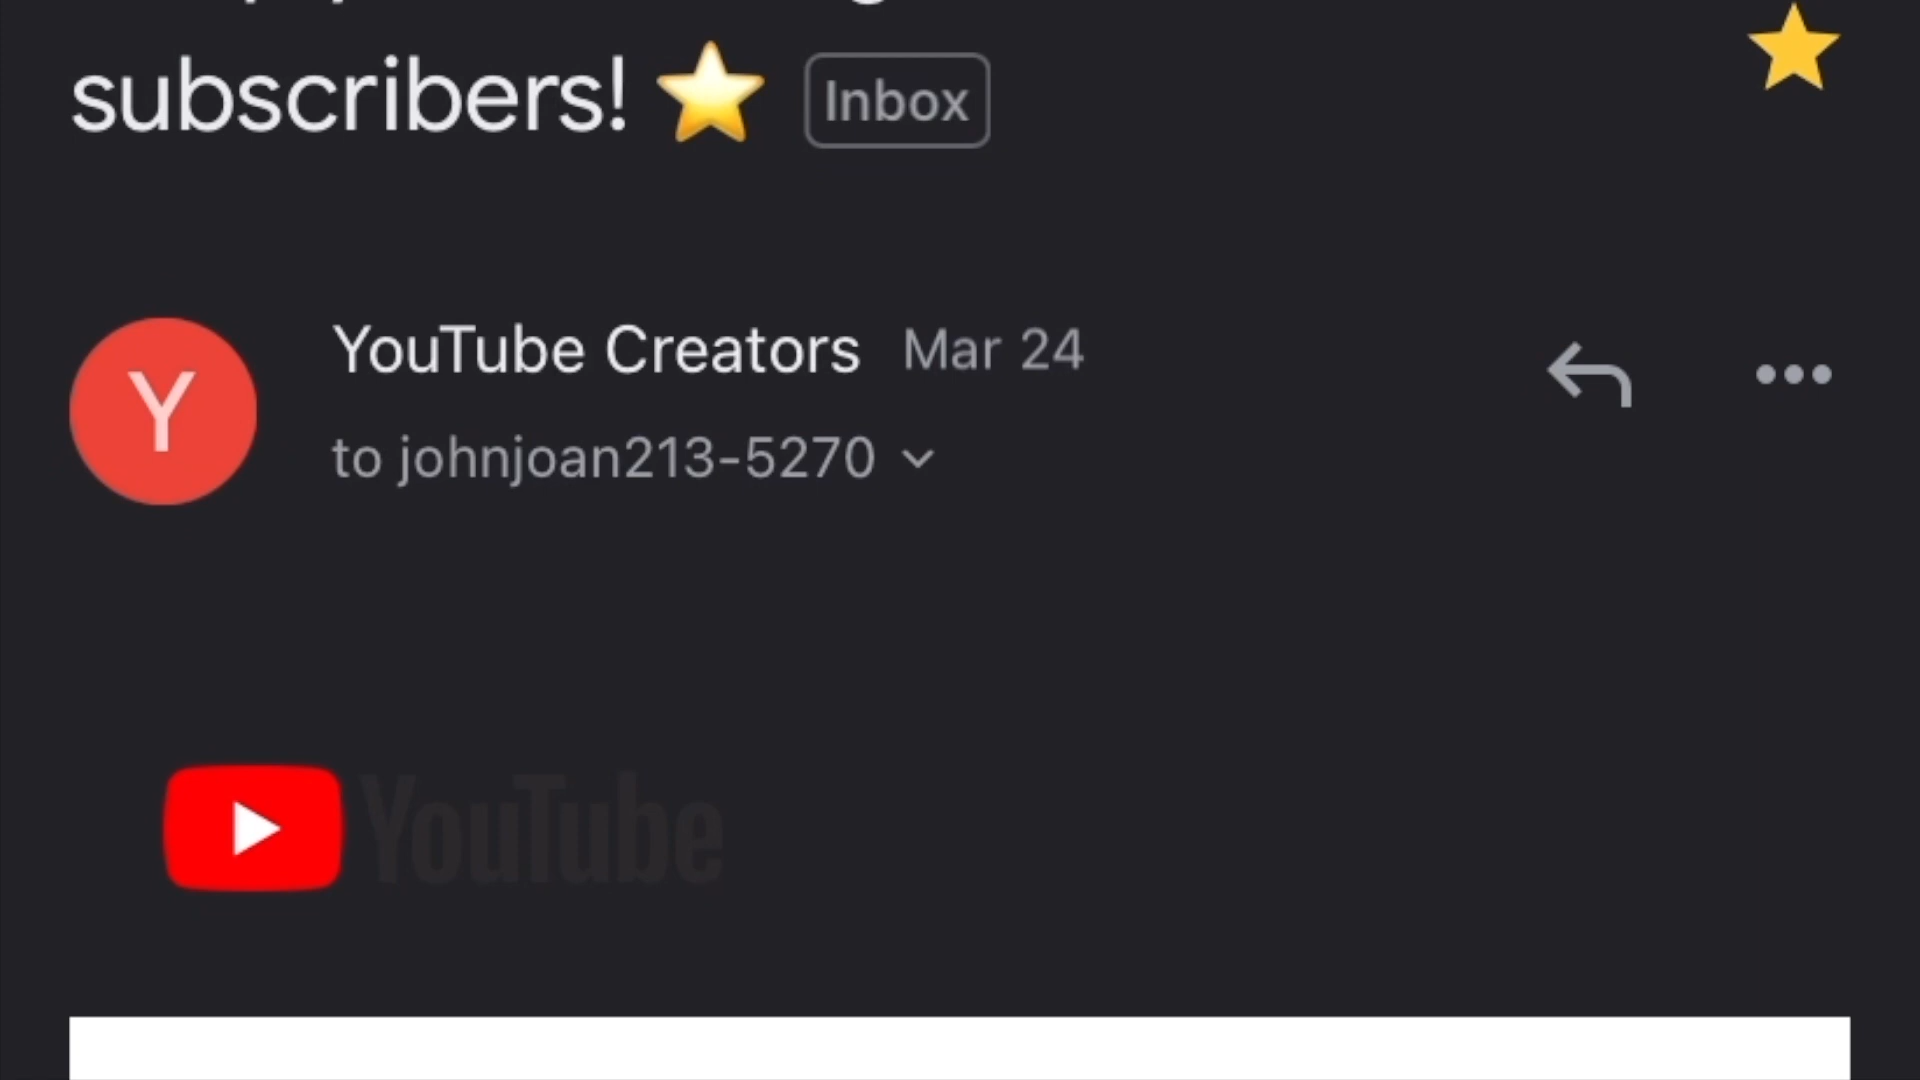 subscribers! ⭐ Inbox
Y
YouTube Creators Mar 24
to johnjoan213-5270
YouTube